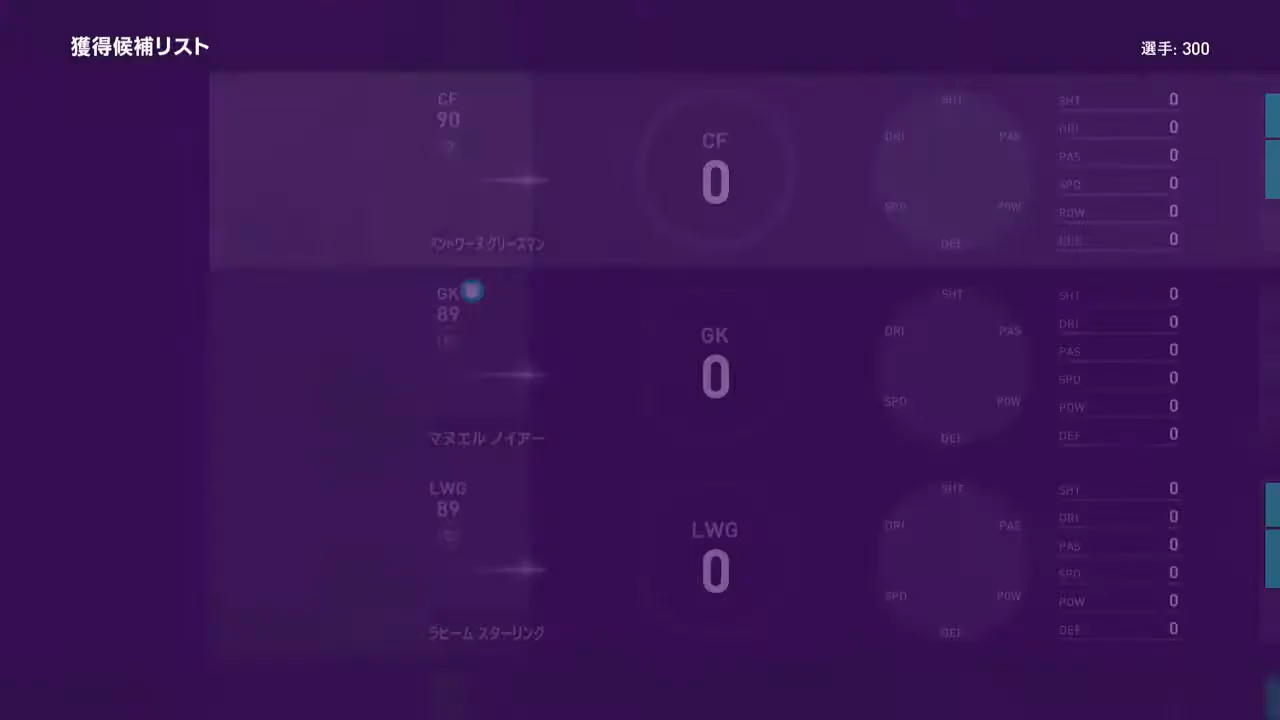 獲得候補リスト
選手: 300
CF
90
CF
0
SHT
DRI
PAS
SPD
POW
DEF
SHT 0
DRI 0
PAS 0
SPD 0
POW 0
DEF 0
アントワーヌ グリーズマン
GK
89
GK
0
SHT
DRI
PAS
SPD
POW
DEF
SHT 0
DRI 0
PAS 0
SPD 0
POW 0
DEF 0
マヌエル ノイアー
LWG
89
LWG
0
SHT
DRI
PAS
SPD
POW
DEF
SHT 0
DRI 0
PAS 0
SPD 0
POW 0
DEF 0
ラヒーム スターリング